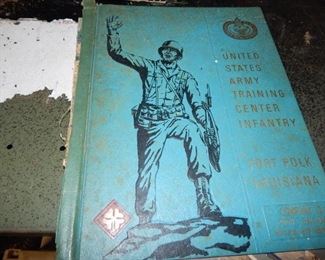 UNITED
STATES
ARMY
TRAINING
CENTER
INFANTRY
FORT POLK
LOUISIANA